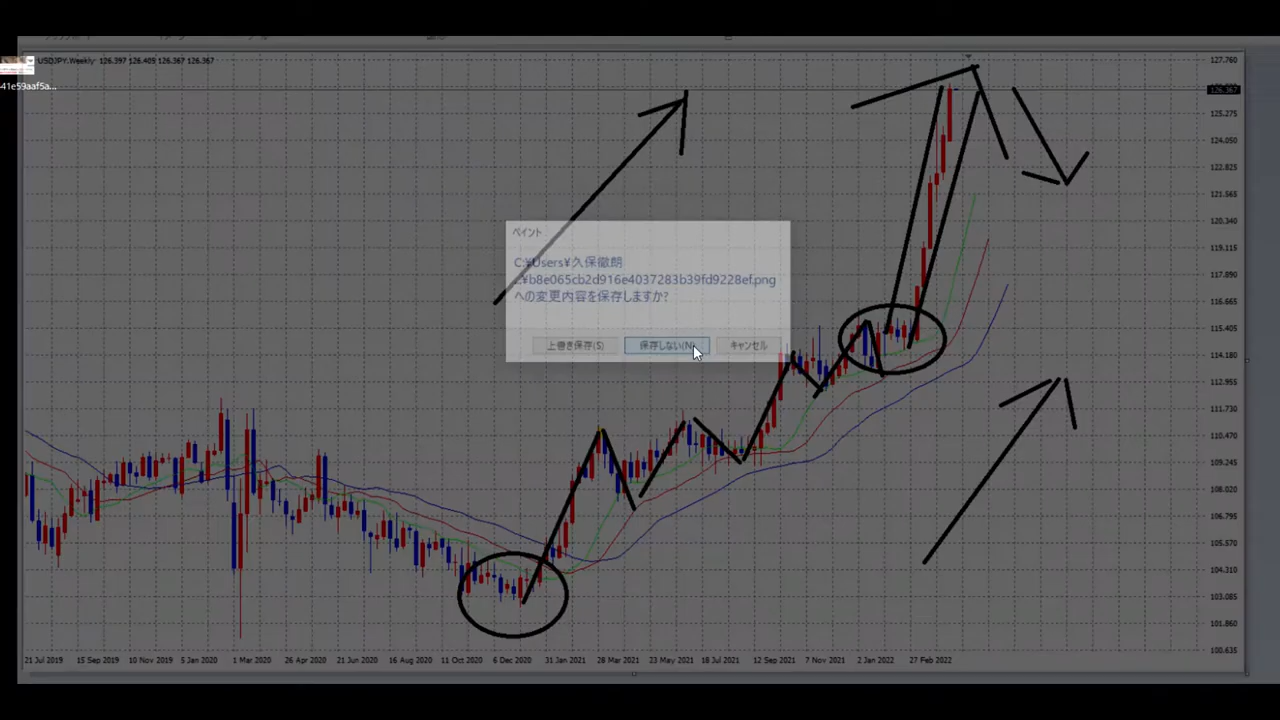 USDJPY.Weekly 126.397 126.405 126.367 126.367
41e59aaf5a...
127.760
126.367
125.275
124.050
122.825
121.565
120.340
119.115
117.890
116.665
115.405
114.180
112.955
111.730
110.470
109.245
108.020
106.795
105.570
104.310
103.085
101.860
100.635
ペイント
C:¥Users¥久保徹朗
¥b8e065cb2d916e4037283b39fd9228ef.png
への変更内容を保存しますか?
上書き保存(S) 保存しない(N) キャンセル
21 Jul 2019 15 Sep 2019 10 Nov 2019 5 Jan 2020 1 Mar 2020 26 Apr 2020 21 Jun 2020 16 Aug 2020 11 Oct 2020 6 Dec 2020 31 Jan 2021 28 Mar 2021 23 May 2021 18 Jul 2021 12 Sep 2021 7 Nov 2021 2 Jan 2022 27 Feb 2022